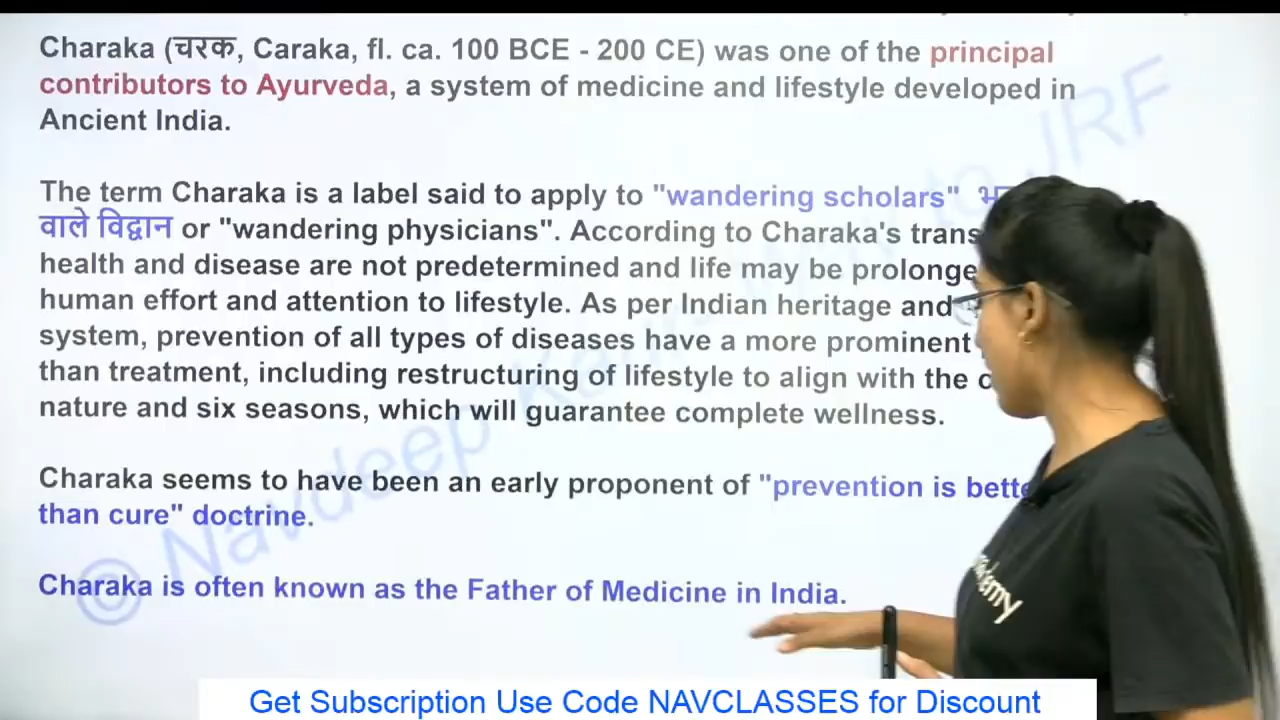 Charaka (चरक, Caraka, fl. ca. 100 BCE - 200 CE) was one of the principal
contributors to Ayurveda, a system of medicine and lifestyle developed in
Ancient India.
The term Charaka is a label said to apply to "wandering scholars"
वाले विद्वान or "wandering physicians". According to Charaka's trans
health and disease are not predetermined and life may be prolonge
human effort and attention to lifestyle. As per Indian heritage and
system, prevention of all types of diseases have a more prominent
than treatment, including restructuring of lifestyle to align with the
nature and six seasons, which will guarantee complete wellness.
Charaka seems to have been an early proponent of "prevention is bette
than cure" doctrine.
Charaka is often known as the Father of Medicine in India.
Get Subscription Use Code NAVCLASSES for Discount